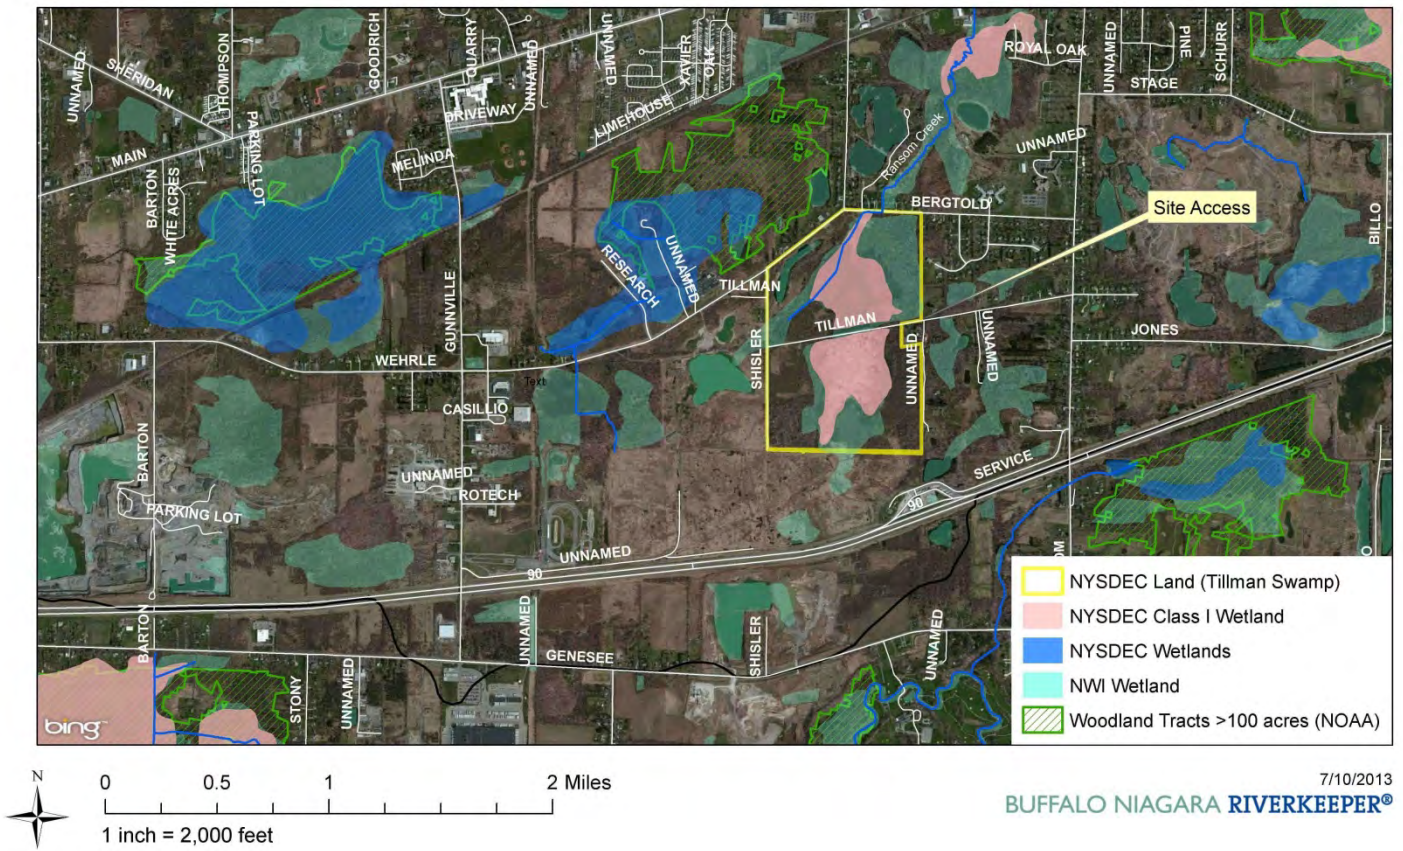 UNNAMED
SHERIDAN
THOMPSON
GOODRICH
QUARRY
UNNAMED
UNNAMED
XAVIER
OAK
ROYAL OAK
UNNAMED
PINE
SCHURR
STAGE
DRIVEWAY
LIMEHOUSE
MAIN
PARKING LOT
MELINDA
BARTON
WHITE ACRES
Ransom Creek
UNNAMED
BERGTOLD
Site Access
BILLO
UNNAMED
RESEARCH
TILLMAN
TILLMAN
GUNNVILLE
SHISLER
UNNAMED
UNNAMED
JONES
WEHRLE
Text
CASILLIO
BARTON
UNNAMED
ROTECH
PARKING LOT
SERVICE
90
UNNAMED
90
BARTON
UNNAMED
GENESEE
SHISLER
UNNAMED
STONY
UNNAMED
bing™
NYSDEC Land (Tillman Swamp)
NYSDEC Class I Wetland
NYSDEC Wetlands
NWI Wetland
Woodland Tracts >100 acres (NOAA)
N
0 0.5 1 2 Miles
1 inch = 2,000 feet
7/10/2013
BUFFALO NIAGARA RIVERKEEPER®